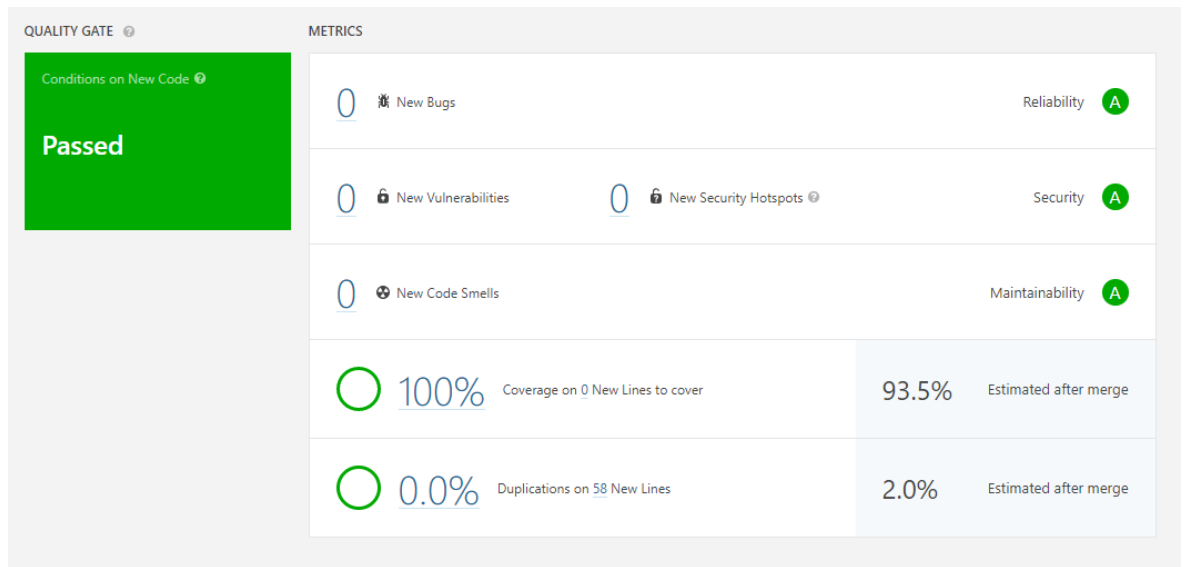 QUALITY GATE
METRICS
Conditions on New Code
Passed
0 New Bugs
Reliability A
0 New Vulnerabilities
0 New Security Hotspots
Security A
0 New Code Smells
Maintainability A
100% Coverage on 0 New Lines to cover
93.5% Estimated after merge
0.0% Duplications on 58 New Lines
2.0% Estimated after merge